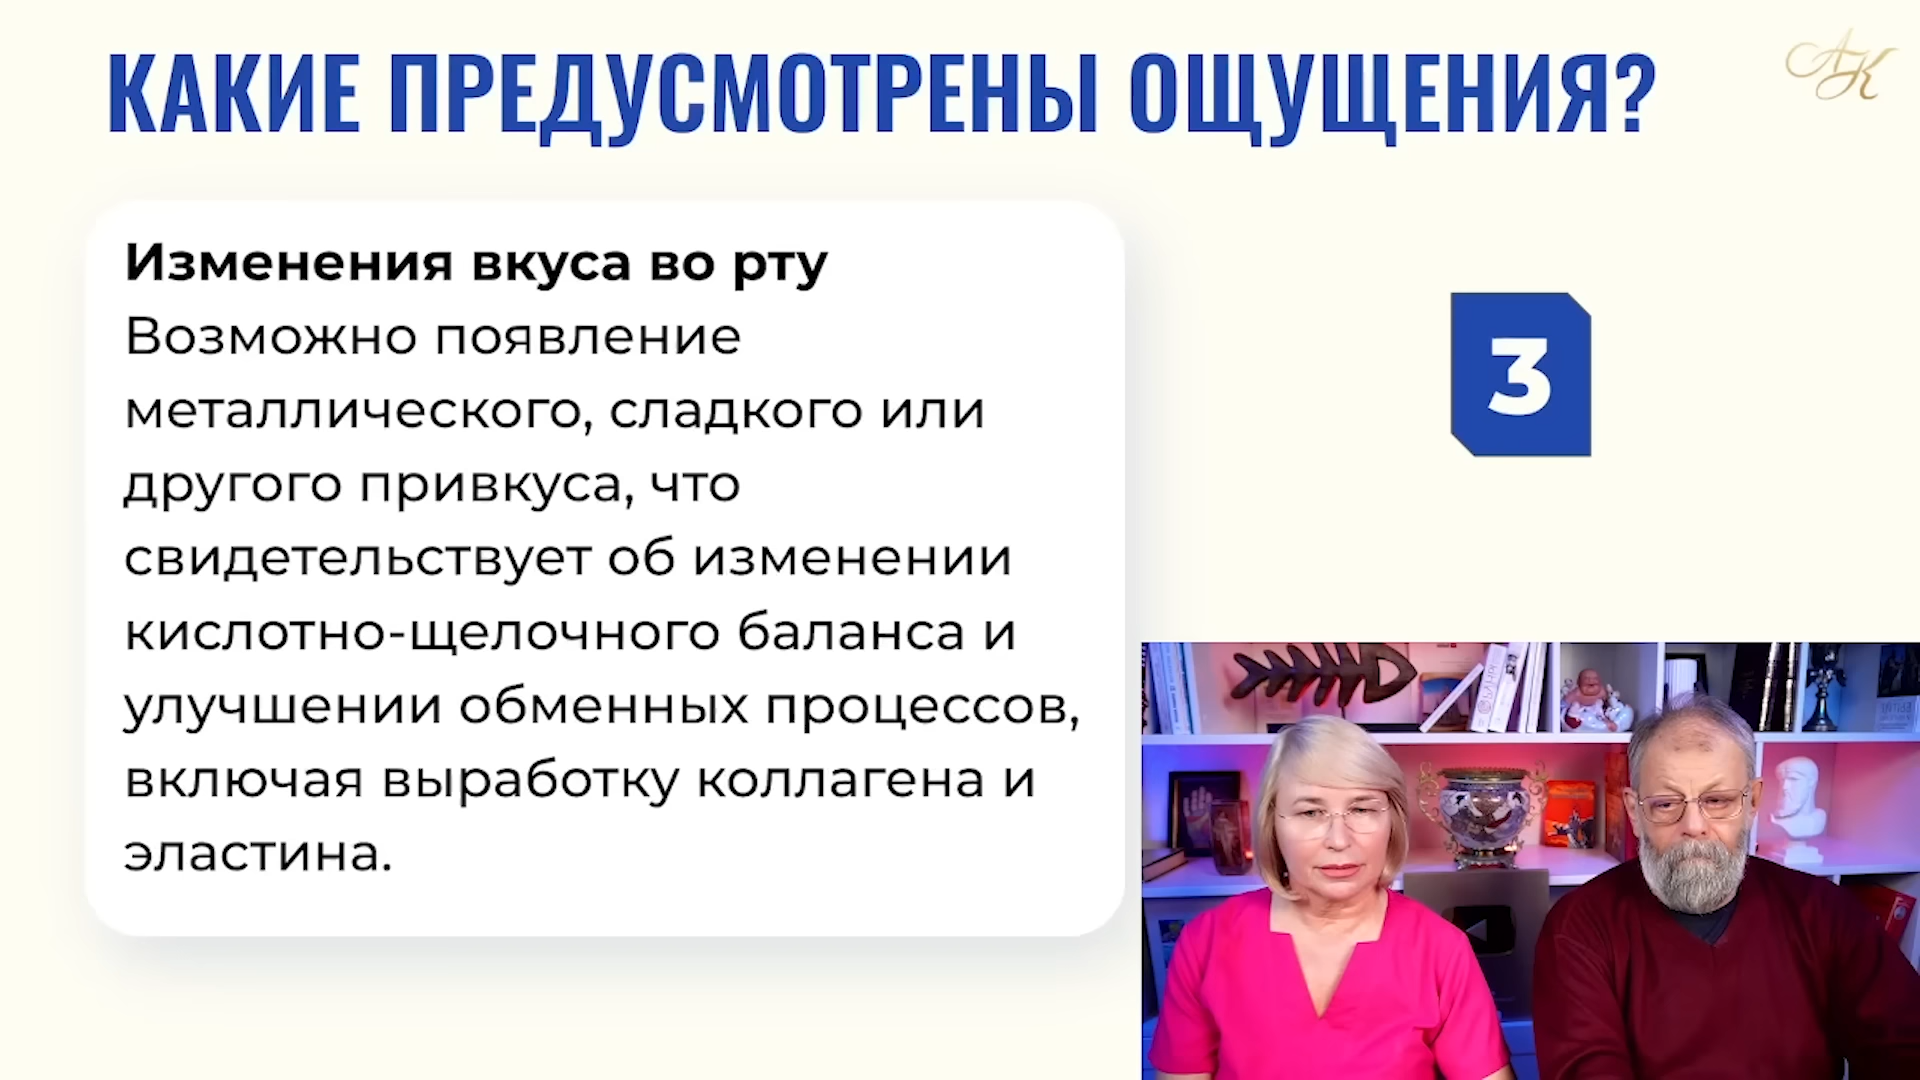 КАКИЕ ПРЕДУСМОТРЕНЫ ОЩУЩЕНИЯ?
АК
Изменения вкуса во рту
Возможно появление
металлического, сладкого или
другого привкуса, что
свидетельствует об изменении
кислотно-щелочного баланса и
улучшении обменных процессов,
включая выработку коллагена и
эластина.
3